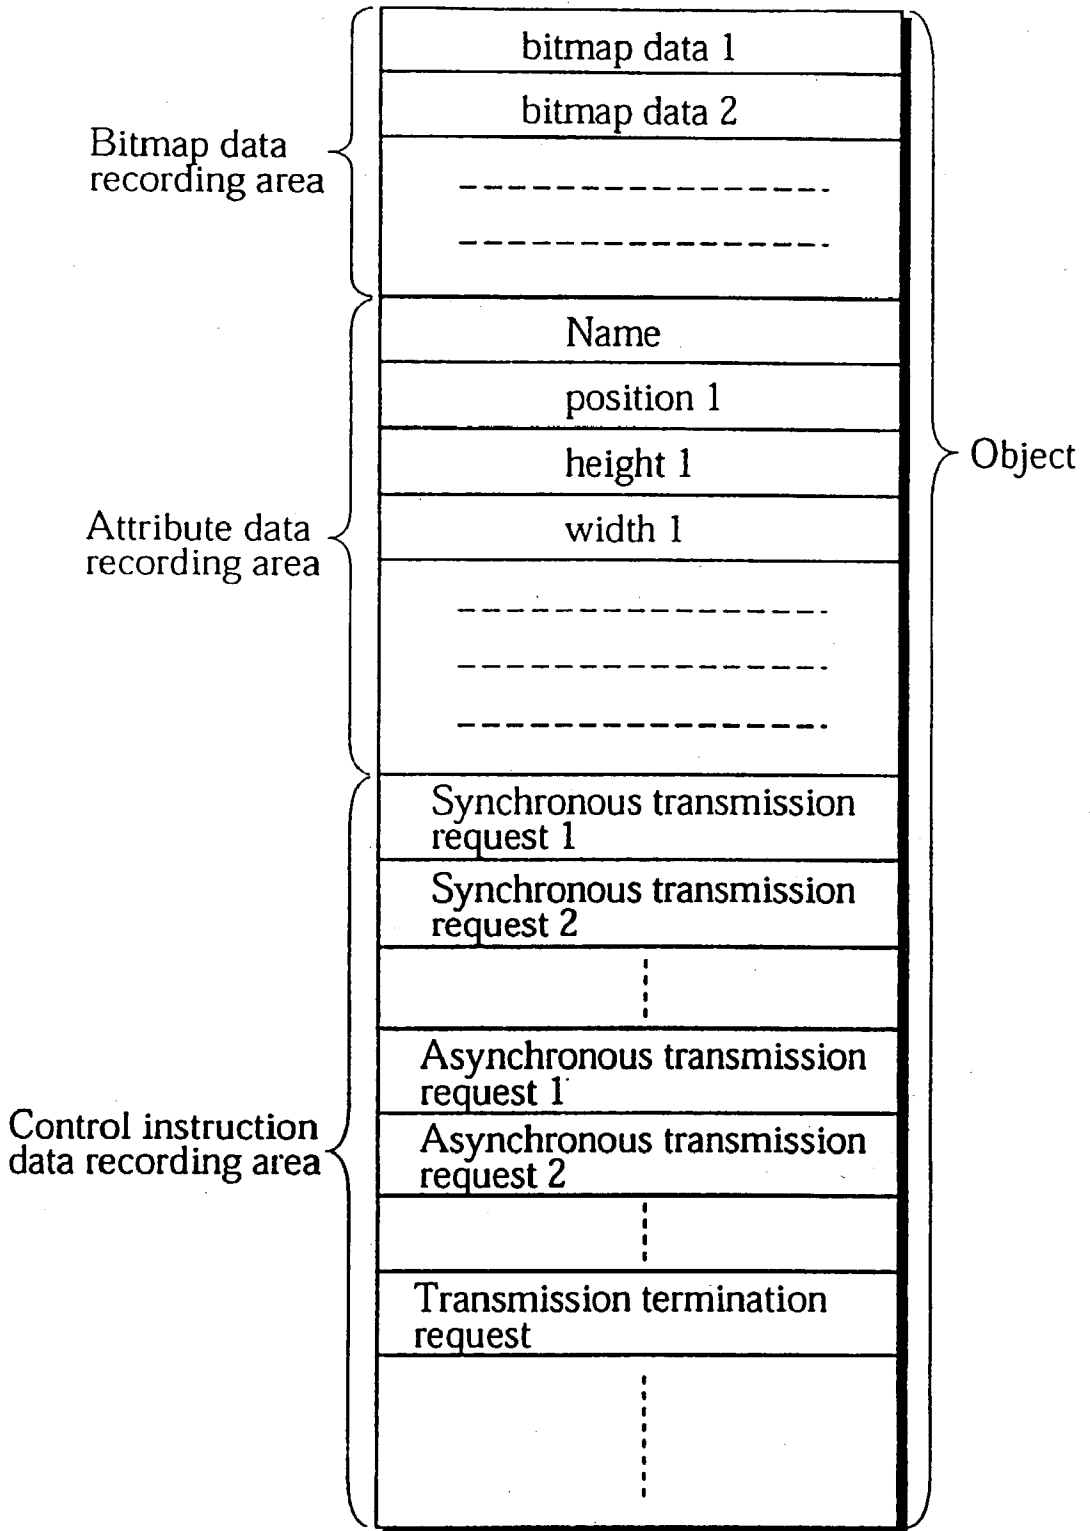 bitmap data 1
bitmap data 2
Bitmap data
recording area
Name
position 1
height 1
width 1
Object
Attribute data
recording area
Synchronous transmission
request 1
Synchronous transmission
request 2
Asynchronous transmission
request 1
Asynchronous transmission
request 2
Control instruction
data recording area
Transmission termination
request